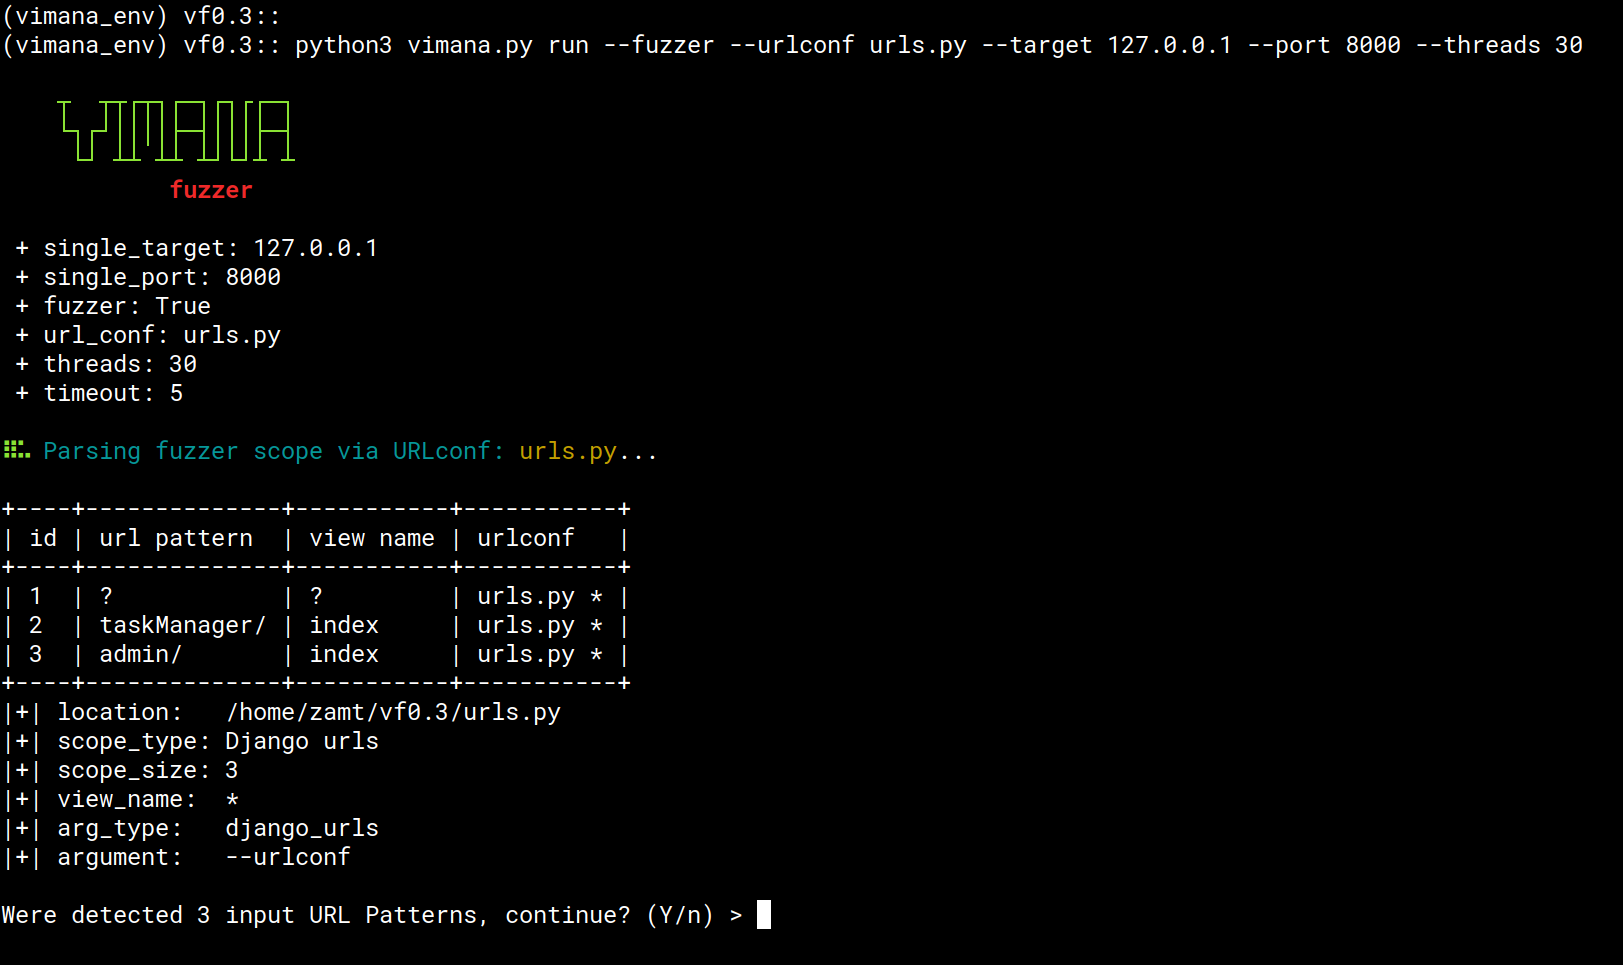 (vimana_env) vf0.3::
(vimana_env) vf0.3:: python3 vimana.py run --fuzzer --urlconf urls.py --target 127.0.0.1 --port 8000 --threads 30
VIMANA
fuzzer
+ single_target: 127.0.0.1
+ single_port: 8000
+ fuzzer: True
+ url_conf: urls.py
+ threads: 30
+ timeout: 5
Parsing fuzzer scope via URLconf: urls.py...
+----+--------------+-----------+-----------+
| id | url pattern  | view name | urlconf   |
+----+--------------+-----------+-----------+
| 1  | ?            | ?         | urls.py * |
| 2  | taskManager/ | index     | urls.py * |
| 3  | admin/       | index     | urls.py * |
+----+--------------+-----------+-----------+
|+| location:   /home/zamt/vf0.3/urls.py
|+| scope_type: Django urls
|+| scope_size: 3
|+| view_name:  *
|+| arg_type:   django_urls
|+| argument:   --urlconf
Were detected 3 input URL Patterns, continue? (Y/n) >